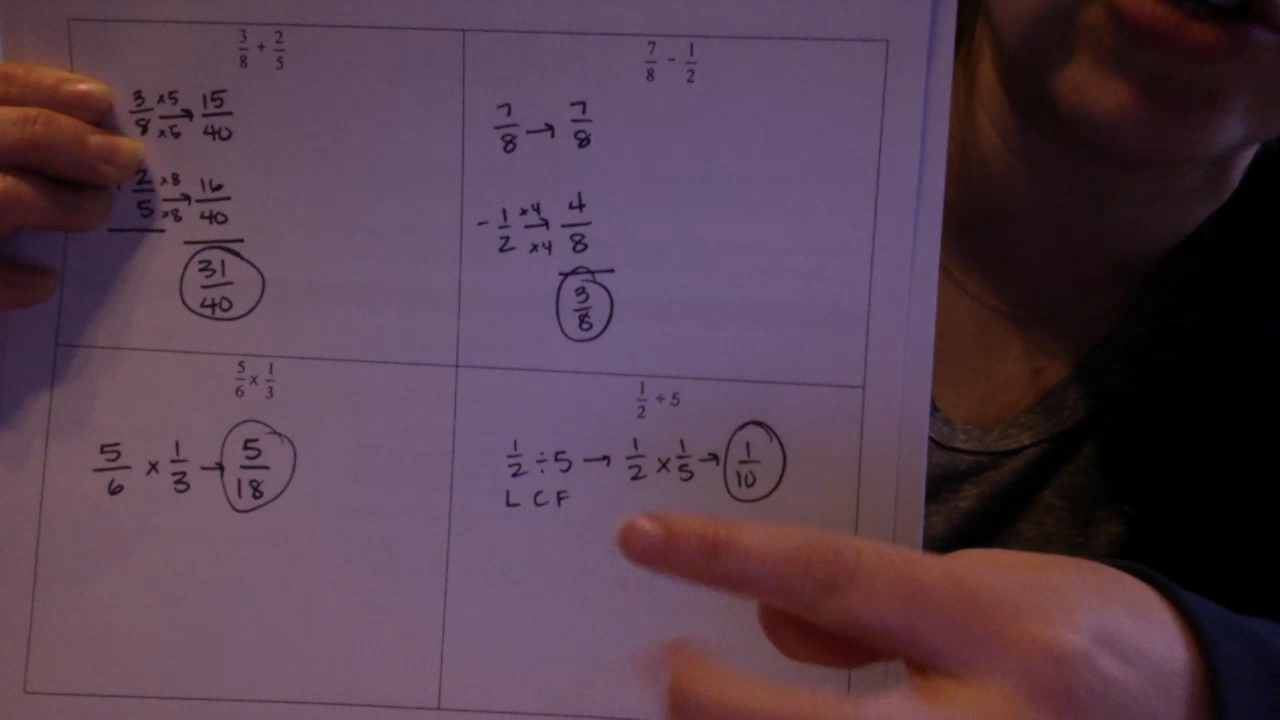 3/8 + 2/5
3/8 ×5 ×5 → 15/40
2/5 ×8 ×8 → 16/40
31/40
7/8 - 1/2
7/8 → 7/8
- 1/2 ×4 ×4 → 4/8
3/8
5/6 × 1/3
5/6 × 1/3 → 5/18
1/2 ÷ 5
1/2 ÷ 5 → 1/2 × 1/5 → 1/10
L C F